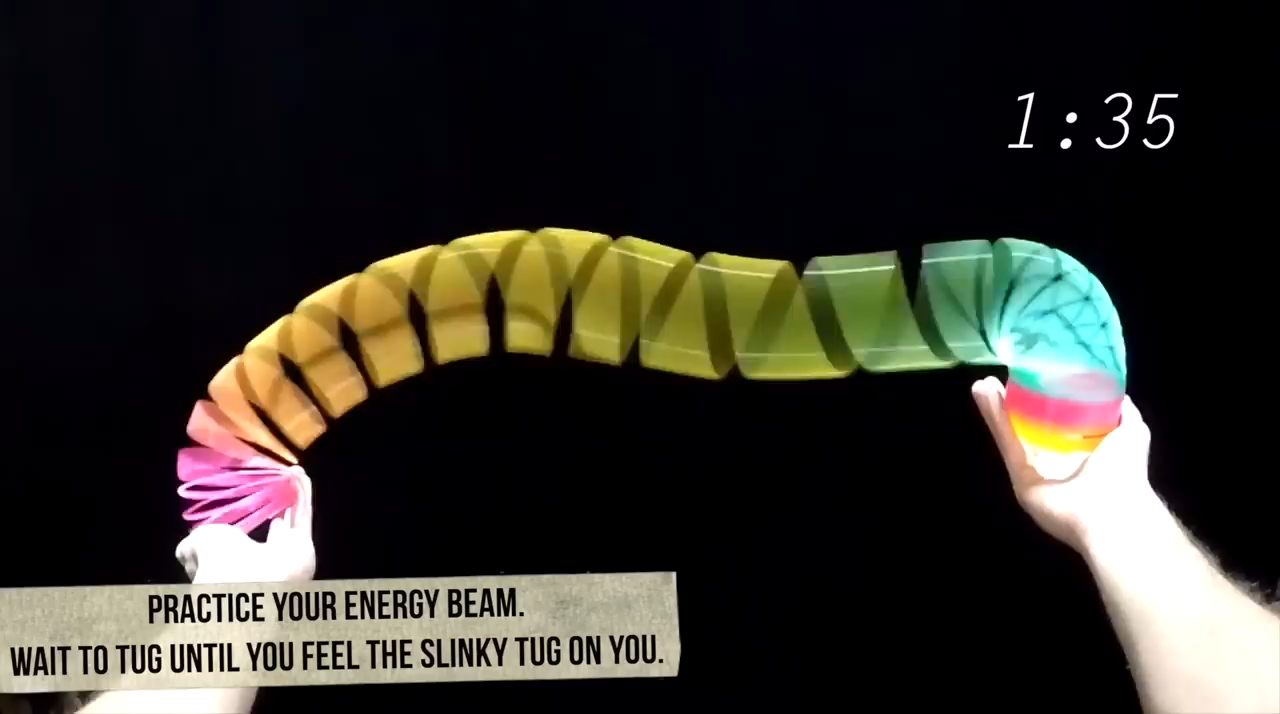 1:35
PRACTICE YOUR ENERGY BEAM.
WAIT TO TUG UNTIL YOU FEEL THE SLINKY TUG ON YOU.